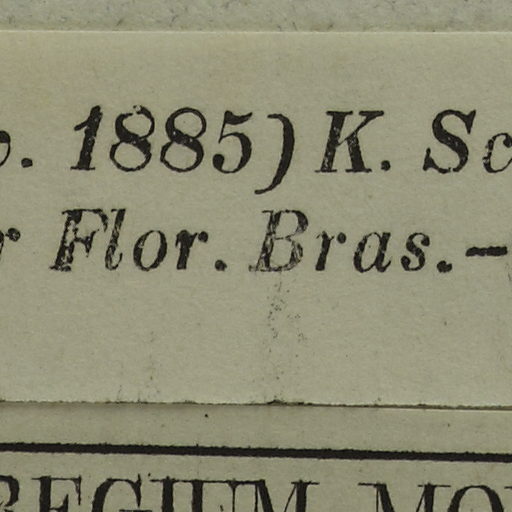 . 1885) K. Sc
r Flor. Bras.–
REGIUM MO